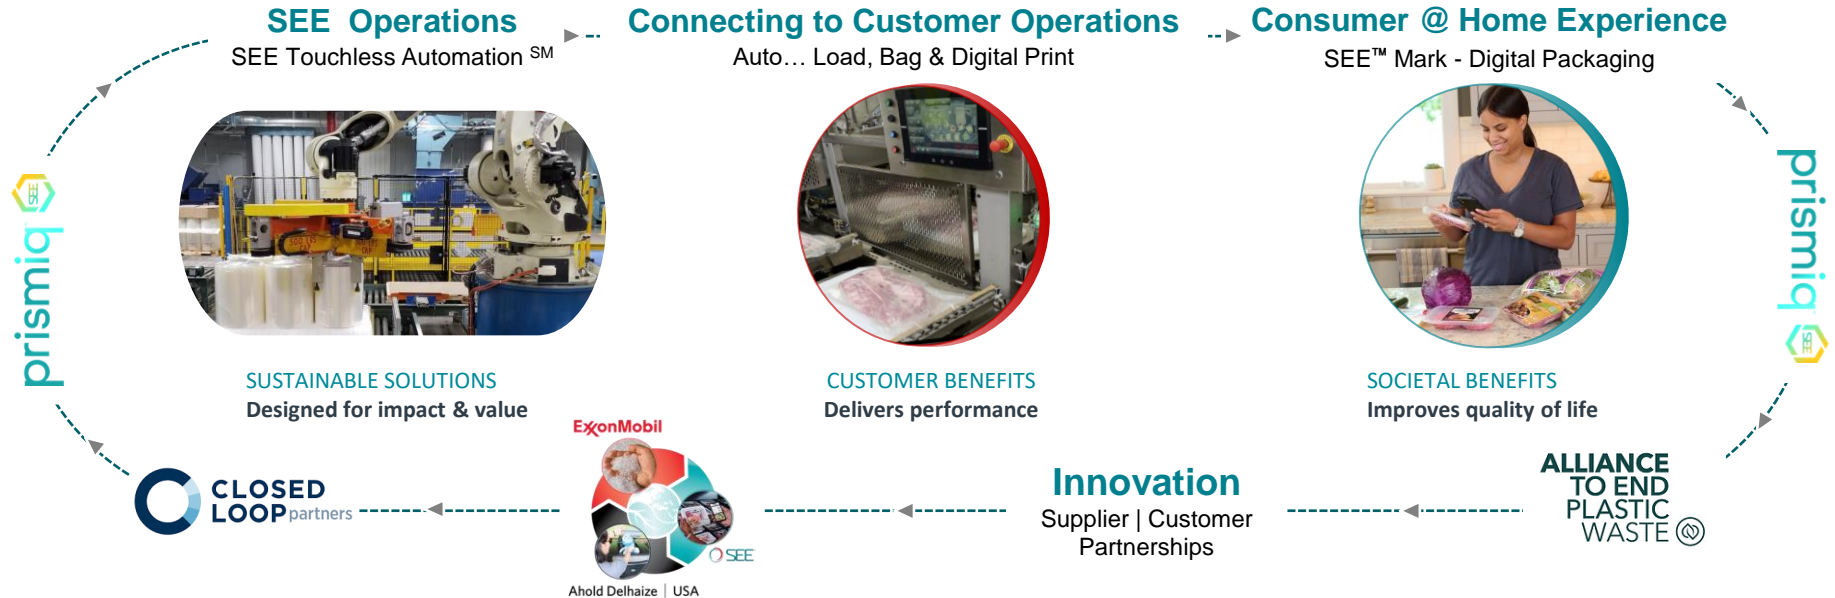 SEE Operations
SEE Touchless Automation SM
Connecting to Customer Operations
Auto… Load, Bag & Digital Print
Consumer @ Home Experience
SEE™ Mark - Digital Packaging
prismiq SEE
prismiq SEE
SUSTAINABLE SOLUTIONS
Designed for impact & value
CUSTOMER BENEFITS
Delivers performance
SOCIETAL BENEFITS
Improves quality of life
CLOSED
LOOP partners
ExxonMobil
SEE
Ahold Delhaize | USA
Innovation
Supplier | Customer
Partnerships
ALLIANCE
TO END
PLASTIC
WASTE